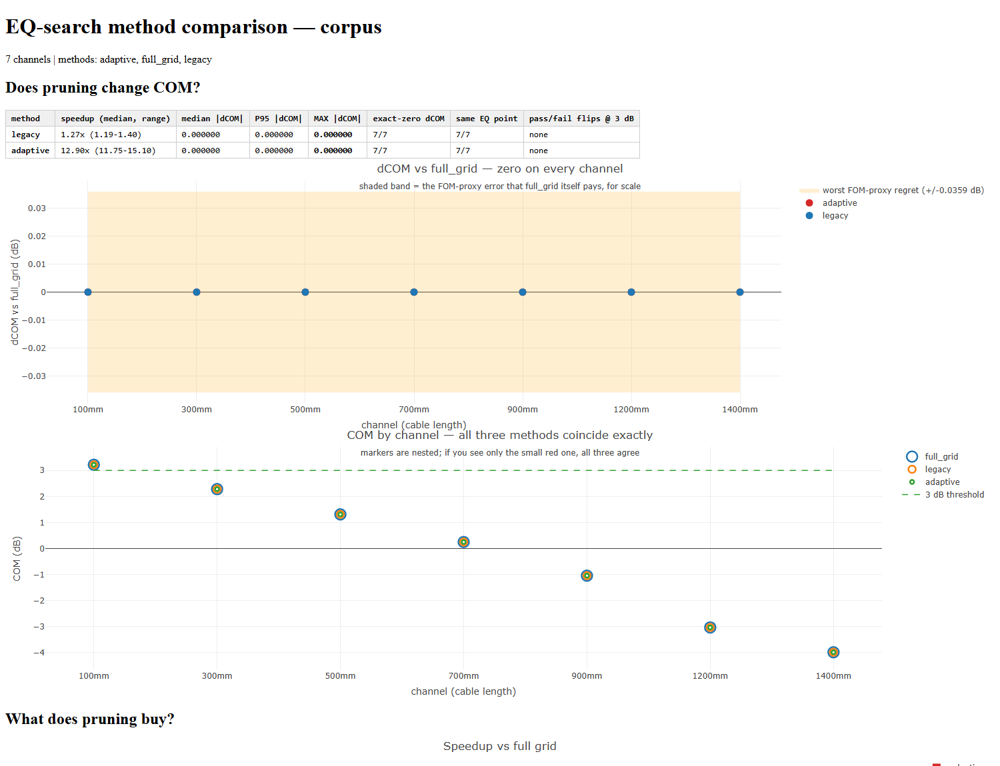 EQ-search method comparison — corpus
7 channels | methods: adaptive, full_grid, legacy
Does pruning change COM?
method speedup (median, range) median |dCOM| P95 |dCOM| MAX |dCOM| exact-zero dCOM same EQ point pass/fail flips @ 3 dB
legacy 1.27x (1.19-1.40) 0.000000 0.000000 0.000000 7/7 7/7 none
adaptive 12.90x (11.75-15.10) 0.000000 0.000000 0.000000 7/7 7/7 none
dCOM vs full_grid — zero on every channel
shaded band = the FOM-proxy error that full_grid itself pays, for scale
worst FOM-proxy regret (+/-0.0359 dB)
adaptive
legacy
dCOM vs full_grid (dB)
0.03
0.02
0.01
0
−0.01
−0.02
−0.03
100mm 300mm 500mm 700mm 900mm 1200mm 1400mm
channel (cable length)
COM by channel — all three methods coincide exactly
markers are nested; if you see only the small red one, all three agree
full_grid
legacy
adaptive
3 dB threshold
COM (dB)
3
2
1
0
−1
−2
−3
−4
100mm 300mm 500mm 700mm 900mm 1200mm 1400mm
channel (cable length)
What does pruning buy?
Speedup vs full grid